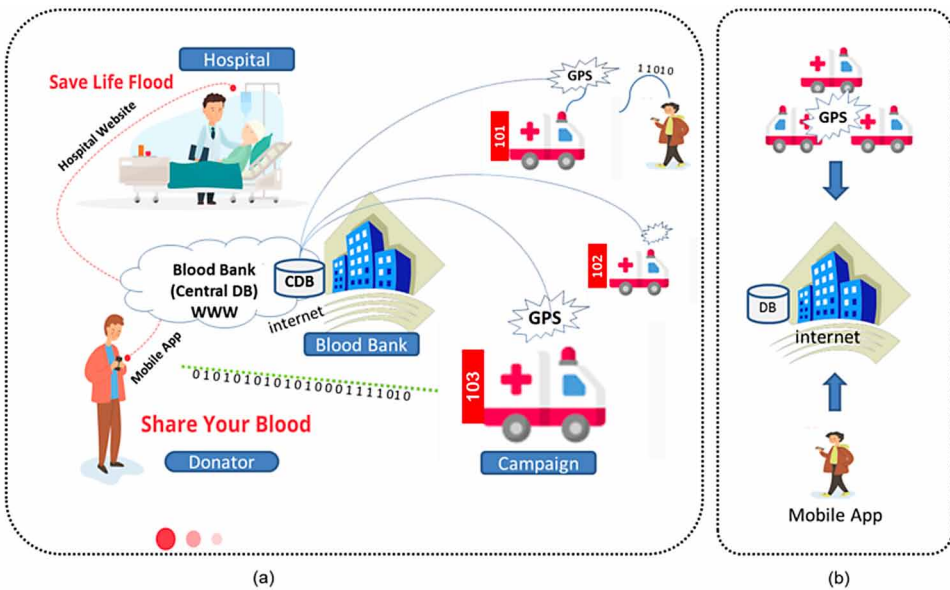 Hospital
Save Life Flood
Hospital Website
GPS
11010
101
102
Blood Bank
(Central DB)
WWW
CDB
internet
Blood Bank
GPS
103
Mobile App
0101010101010001111010
Share Your Blood
Donator
Campaign
(a)
GPS
DB
internet
Mobile App
(b)